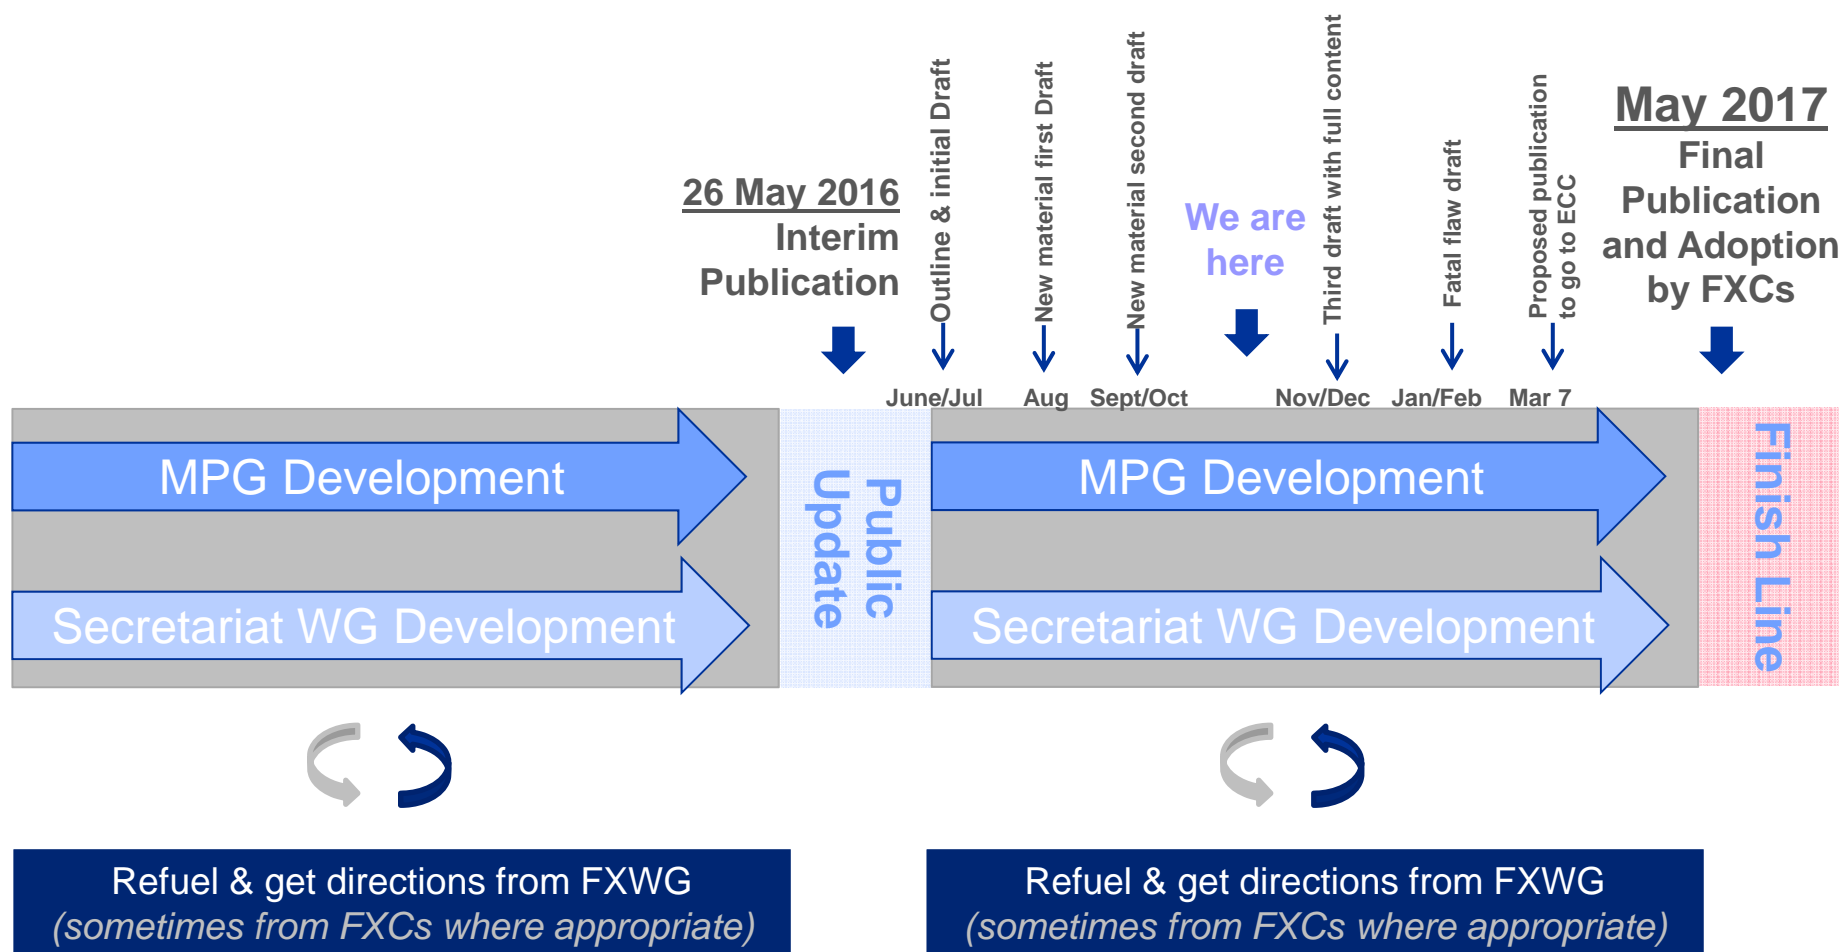 26 May 2016
Interim
Publication
Outline & initial Draft
New material first Draft
New material second draft
We are
here
Third draft with full content
Fatal flaw draft
Proposed publication
to go to ECC
May 2017
Final
Publication
and Adoption
by FXCs
June/Jul
Aug
Sept/Oct
Nov/Dec
Jan/Feb
Mar 7
MPG Development
Secretariat WG Development
Public
Update
MPG Development
Secretariat WG Development
Finish Line
Refuel & get directions from FXWG
(sometimes from FXCs where appropriate)
Refuel & get directions from FXWG
(sometimes from FXCs where appropriate)